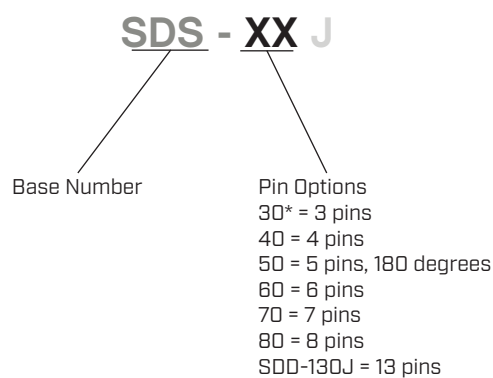 SDS - XX J
Base Number
Pin Options
30* = 3 pins
40 = 4 pins
50 = 5 pins, 180 degrees
60 = 6 pins
70 = 7 pins
80 = 8 pins
SDD-130J = 13 pins